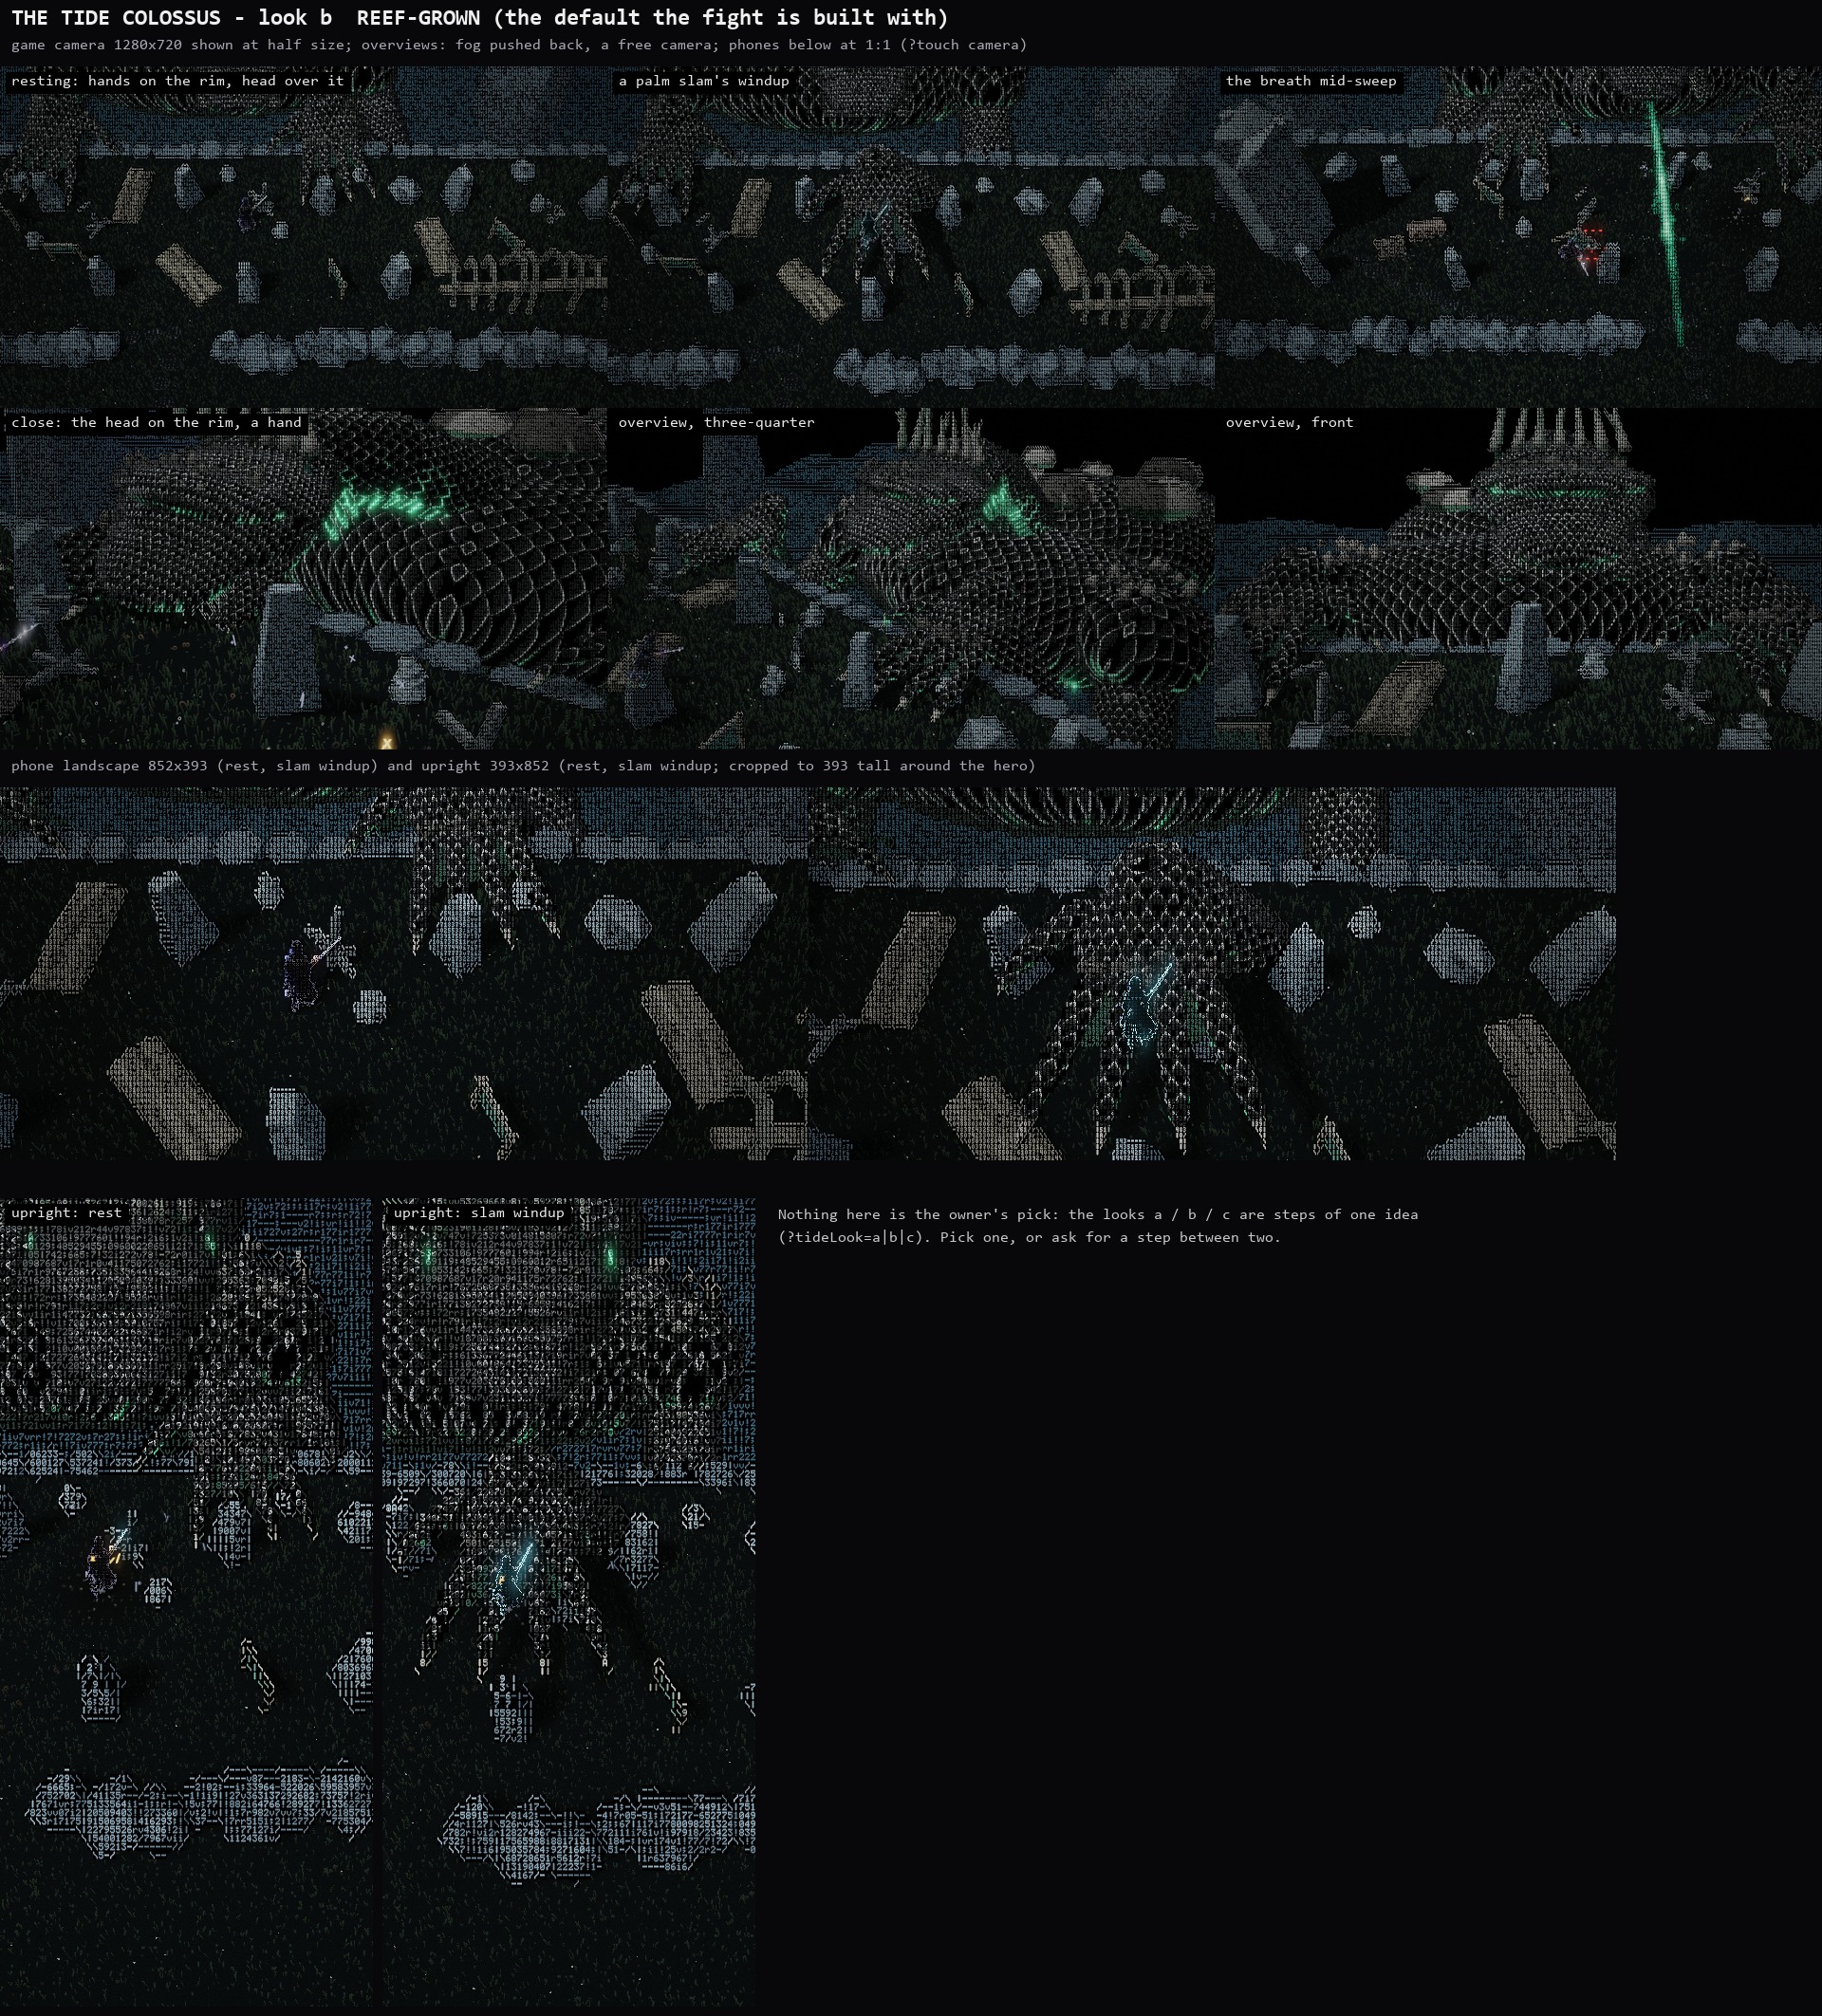 THE TIDE COLOSSUS - look b  REEF-GROWN (the default the fight is built with)
game camera 1280x720 shown at half size; overviews: fog pushed back, a free camera; phones below at 1:1 (?touch camera)
resting: hands on the rim, head over it
a palm slam's windup
the breath mid-sweep
close: the head on the rim, a hand
overview, three-quarter
overview, front
phone landscape 852x393 (rest, slam windup) and upright 393x852 (rest, slam windup; cropped to 393 tall around the hero)
upright: rest
upright: slam windup
Nothing here is the owner's pick: the looks a / b / c are steps of one idea
(?tideLook=a|b|c). Pick one, or ask for a step between two.